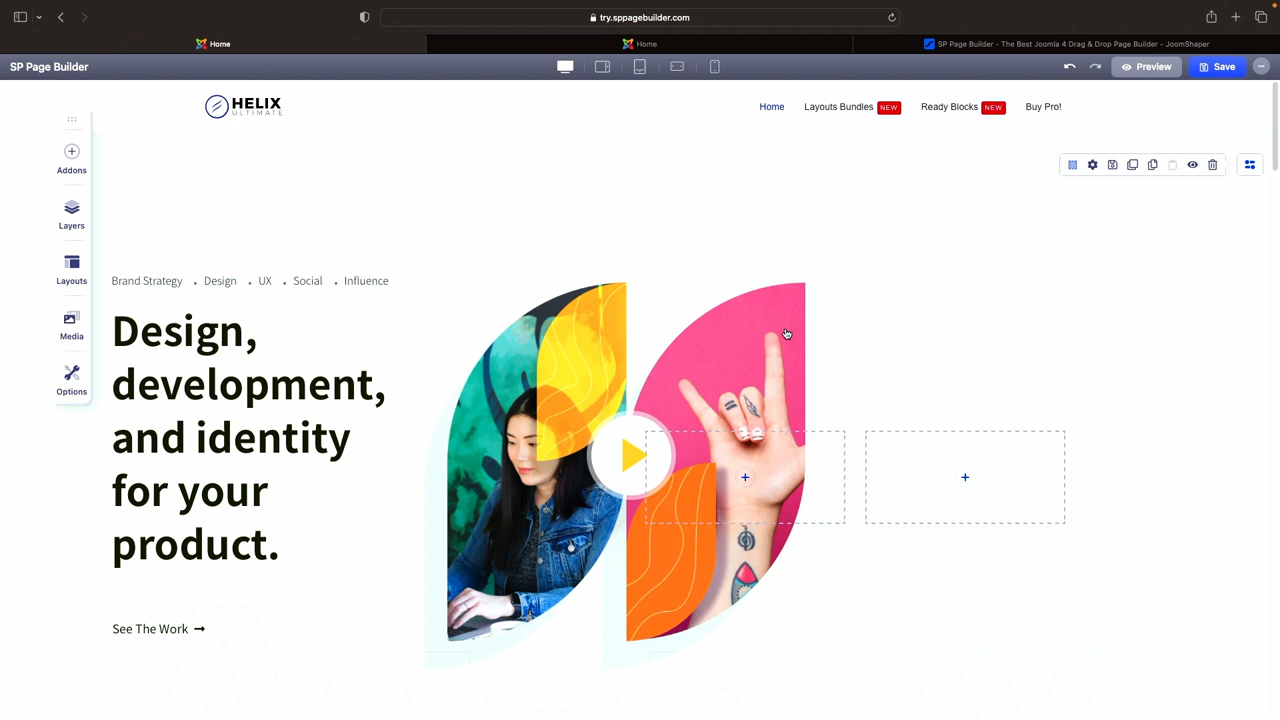 try.sppagebuilder.com
Home
Home
SP Page Builder - The Best Joomla 4 Drag & Drop Page Builder - JoomShaper
SP Page Builder
Preview
Save
HELIX
ULTIMATE
Home
Layouts Bundles NEW
Ready Blocks NEW
Buy Pro!
Addons
Layers
Layouts
Media
Options
Brand Strategy . Design . UX . Social . Influence
Design,
development,
and identity
for your
product.
See The Work →
Agency